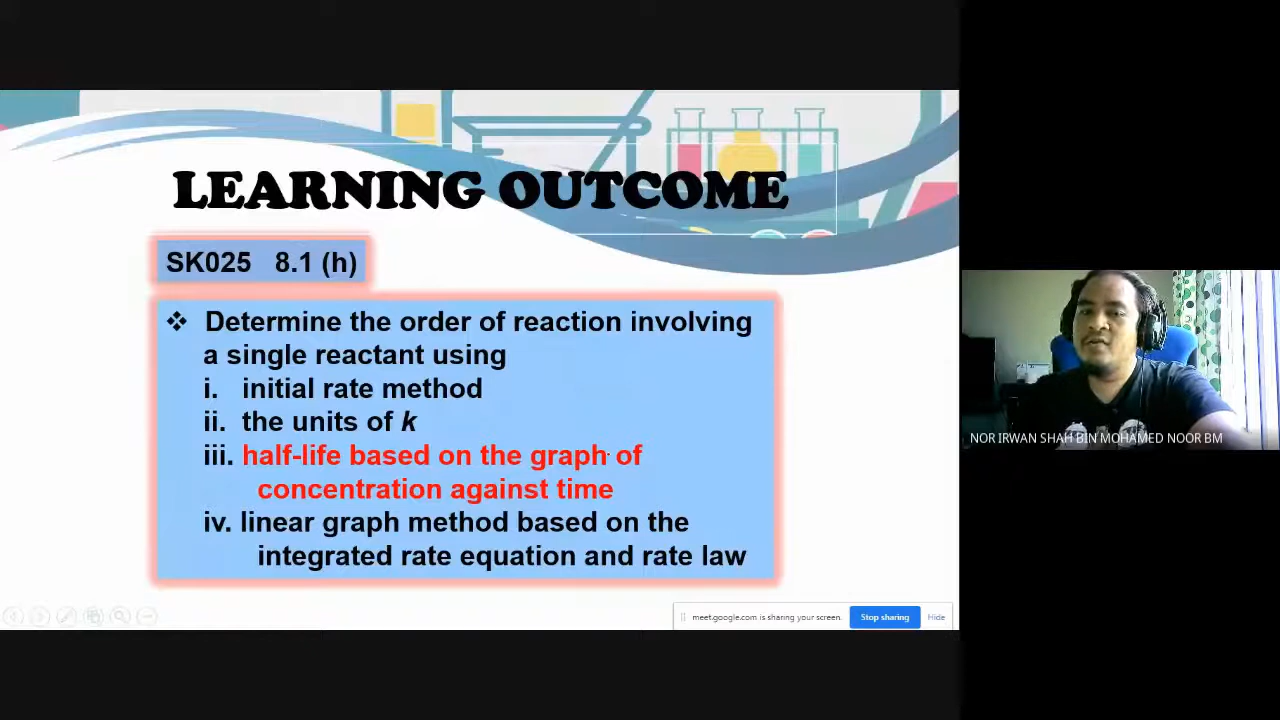 LEARNING OUTCOME
SK025 8.1 (h)
❖ Determine the order of reaction involving
a single reactant using
i. initial rate method
ii. the units of k
iii. half-life based on the graph of
concentration against time
iv. linear graph method based on the
integrated rate equation and rate law
NOR IRWAN SHAH BIN MOHAMED NOOR BM
meet.google.com is sharing your screen.
Stop sharing
Hide